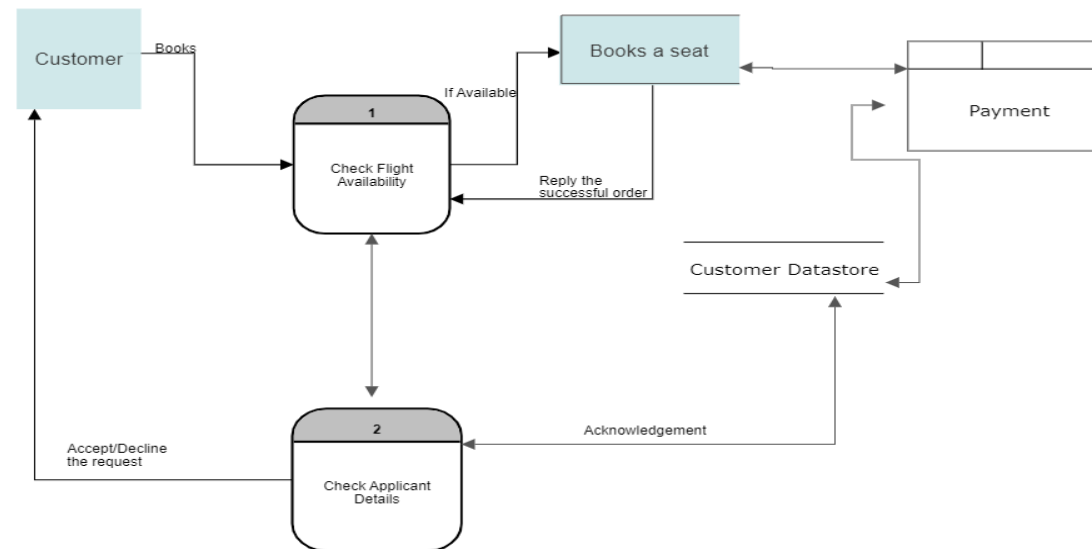 Customer
Books
Books a seat
If Available
1
Check Flight
Availability
Payment
Reply the
successful order
Customer Datastore
2
Check Applicant
Details
Acknowledgement
Accept/Decline
the request